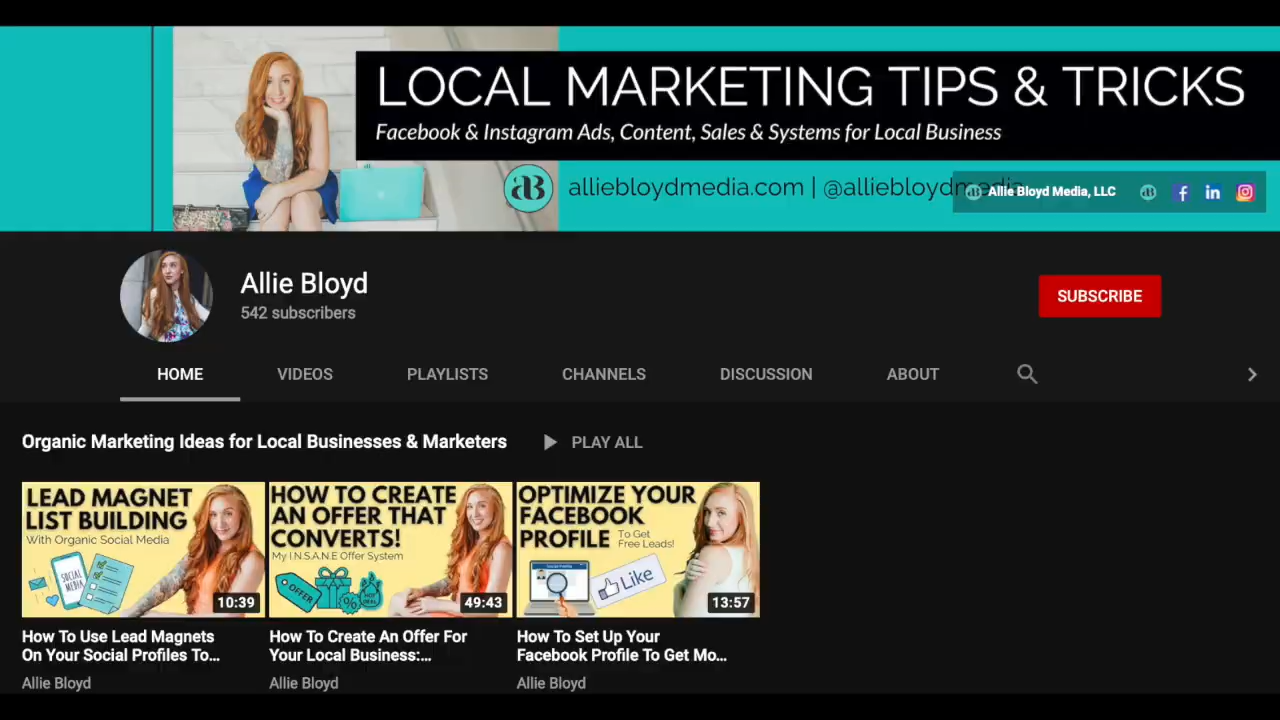 LOCAL MARKETING TIPS & TRICKS
Facebook & Instagram Ads, Content, Sales & Systems for Local Business
alliebloydmedia.com | @alliebloydmedia
Allie Bloyd Media, LLC
Allie Bloyd
542 subscribers
SUBSCRIBE
HOME VIDEOS PLAYLISTS CHANNELS DISCUSSION ABOUT
Organic Marketing Ideas for Local Businesses & Marketers
PLAY ALL
LEAD MAGNET
LIST BUILDING
With Organic Social Media
SOCIAL
MEDIA
10:39
HOW TO CREATE
AN OFFER THAT
CONVERTS!
My I.N.S.A.N.E Offer System
OFFER
HOT
DEAL
%
49:43
OPTIMIZE YOUR
FACEBOOK
PROFILE
To Get
Free Leads!
Like
13:57
How To Use Lead Magnets
On Your Social Profiles To...
Allie Bloyd
How To Create An Offer For
Your Local Business:...
Allie Bloyd
How To Set Up Your
Facebook Profile To Get Mo...
Allie Bloyd